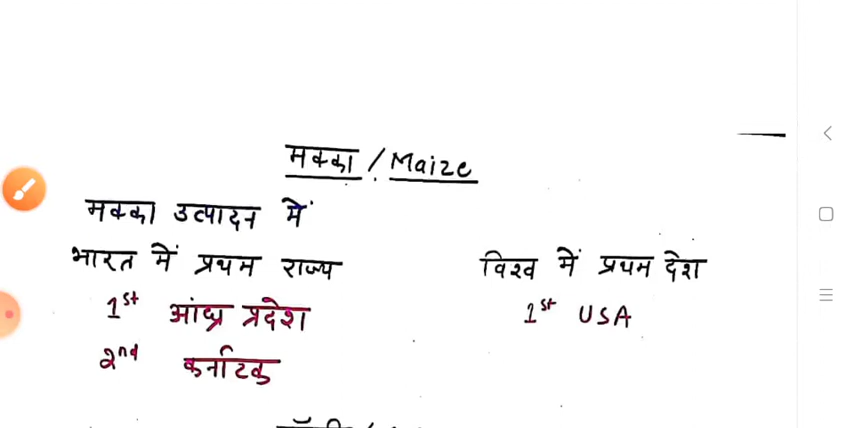 मक्का / Maize
मक्का उत्पादन में
भारत में प्रथम राज्य
1st आंध्र प्रदेश
2nd कर्नाटक
विश्व में प्रथम देश
1st USA